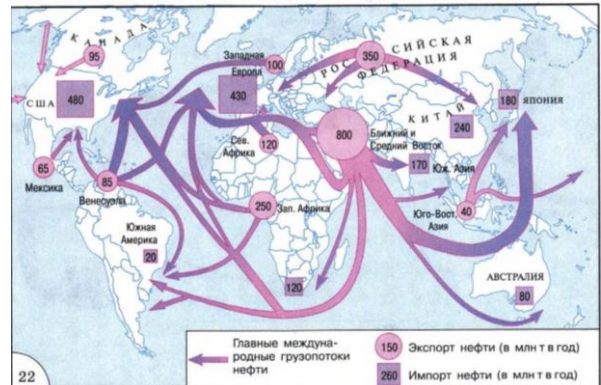 КАНАДА
95
США
480
65
Мексика
85
Венесуэла
Южная
Америка
20
Западная
100
Европа
430
Сев.
Африка
120
250
Зап. Африка
120
РОССИЙСКАЯ
350
ФЕДЕРАЦИЯ
800
Ближний и
Средний Восток
170
Юж. Азия
КИТАЙ
240
180
ЯПОНИЯ
Юго-Вост.
Азия
40
АВСТРАЛИЯ
80
22
Главные междуна-
родные грузопотоки
нефти
150
Экспорт нефти (в млн т в год)
260
Импорт нефти (в млн т в год)